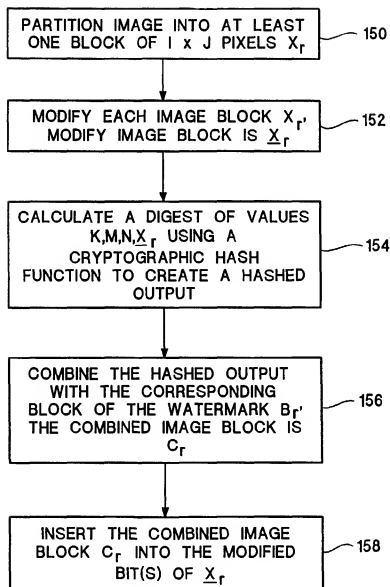 PARTITION IMAGE INTO AT LEAST
ONE BLOCK OF I x J PIXELS Xr
150
MODIFY EACH IMAGE BLOCK Xr,
MODIFY IMAGE BLOCK IS Xr
152
CALCULATE A DIGEST OF VALUES
K,M,N,Xr USING A
CRYPTOGRAPHIC HASH
FUNCTION TO CREATE A HASHED
OUTPUT
154
COMBINE THE HASHED OUTPUT
WITH THE CORRESPONDING
BLOCK OF THE WATERMARK Br,
THE COMBINED IMAGE BLOCK IS
Cr
156
INSERT THE COMBINED IMAGE
BLOCK Cr INTO THE MODIFIED
BIT(S) OF Xr
158